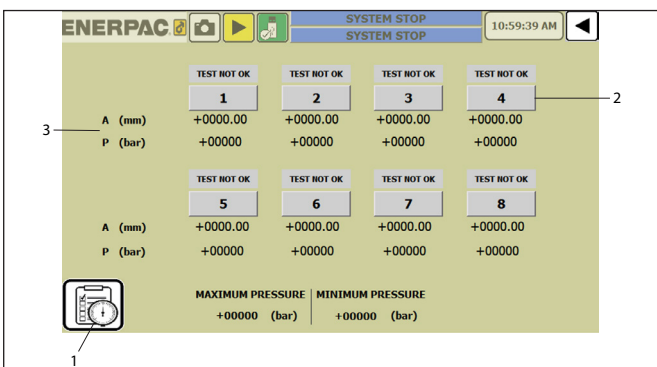 ENERPAC
SYSTEM STOP
SYSTEM STOP
10:59:39 AM
TEST NOT OK TEST NOT OK TEST NOT OK TEST NOT OK
1 2 3 4
2
A (mm) +0000.00 +0000.00 +0000.00 +0000.00
3
P (bar) +00000 +00000 +00000 +00000
TEST NOT OK TEST NOT OK TEST NOT OK TEST NOT OK
5 6 7 8
A (mm) +0000.00 +0000.00 +0000.00 +0000.00
P (bar) +00000 +00000 +00000 +00000
MAXIMUM PRESSURE MINIMUM PRESSURE
+00000 (bar) +00000 (bar)
1